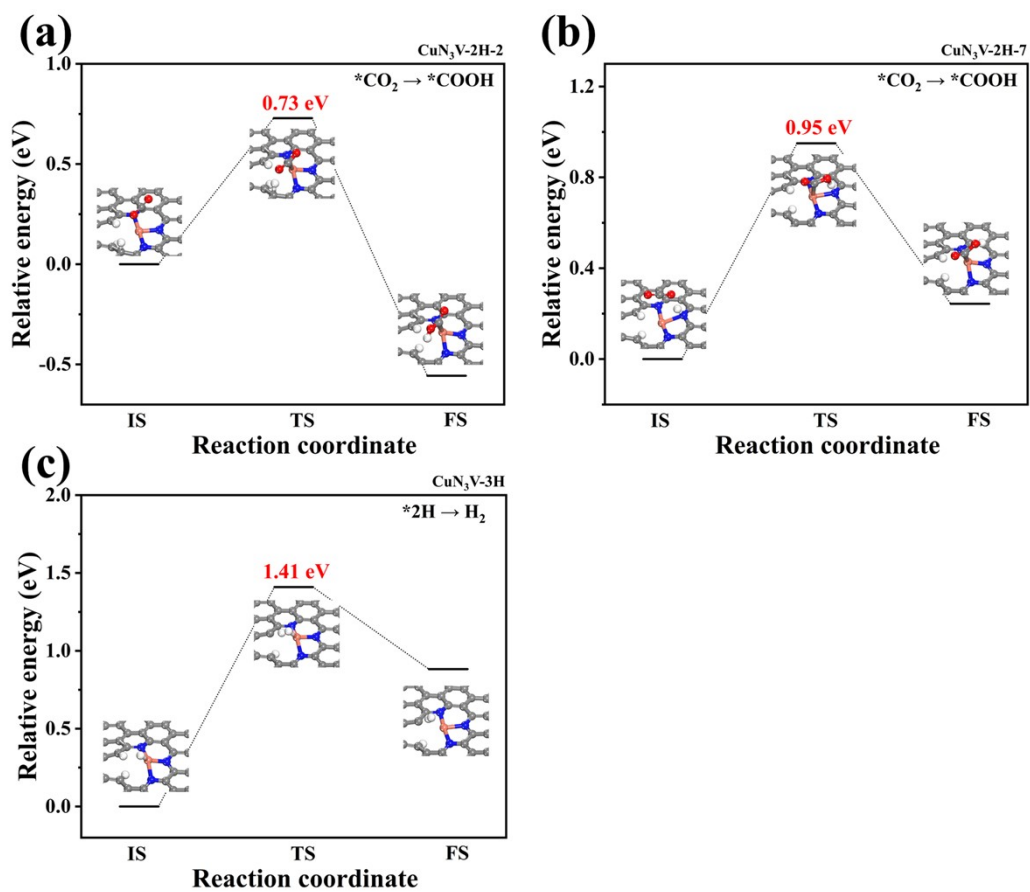 (a)
CuN₃V-2H-2
*CO₂ → *COOH
0.73 eV
1.0
0.5
0.0
-0.5
Relative energy (eV)
IS
TS
FS
Reaction coordinate
(b)
CuN₃V-2H-7
*CO₂ → *COOH
0.95 eV
1.2
0.8
0.4
0.0
Relative energy (eV)
IS
TS
FS
Reaction coordinate
(c)
CuN₃V-3H
*2H → H₂
1.41 eV
2.0
1.5
1.0
0.5
0.0
Relative energy (eV)
IS
TS
FS
Reaction coordinate